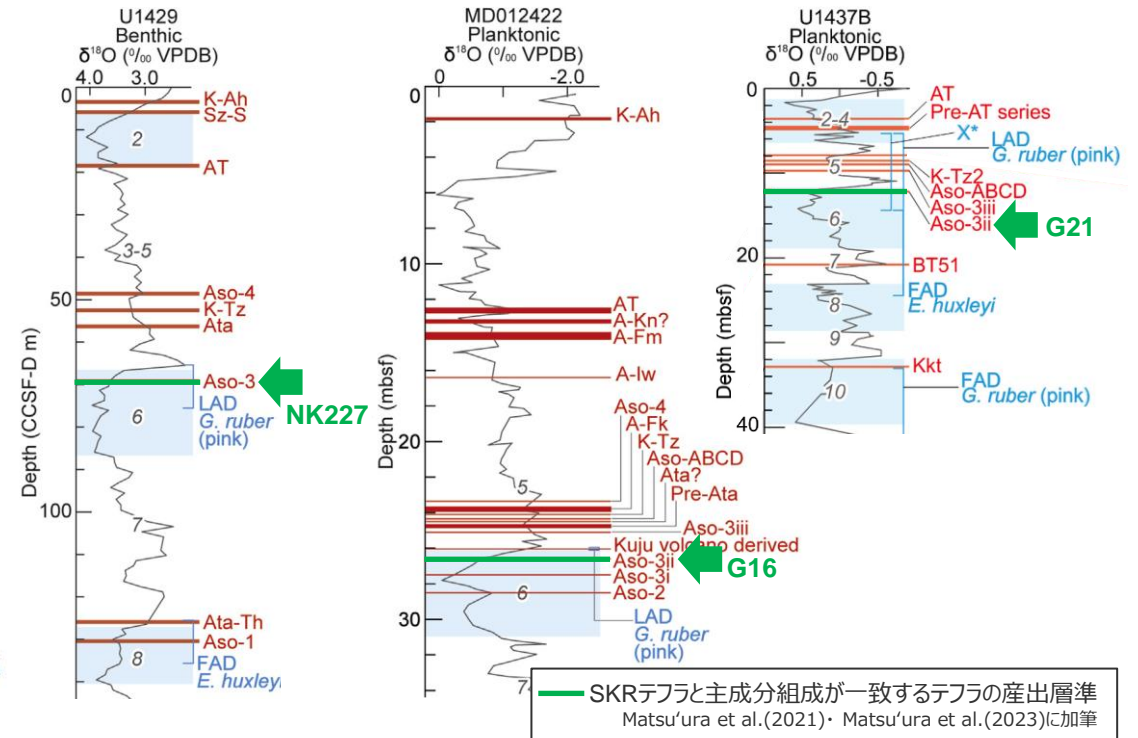 U1429
Benthic
δ¹⁸O (‰ VPDB)
4.0 3.0
0
50
100
Depth (CCSF-D m)
K-Ah
Sz-S
2
AT
3-5
Aso-4
K-Tz
Ata
Aso-3
NK227
LAD
G. ruber
(pink)
6
7
Ata-Th
Aso-1
8
FAD
E. huxleyi
MD012422
Planktonic
δ¹⁸O (‰ VPDB)
0 -2.0
0
10
20
30
Depth (mbsf)
K-Ah
AT
A-Kn?
A-Fm
A-Iw
Aso-4
A-Fk
K-Tz
Aso-ABCD
Ata?
Pre-Ata
5
Aso-3iii
Kuju volcano derived
Aso-3ii
G16
Aso-3i
Aso-2
6
LAD
G. ruber
(pink)
7
U1437B
Planktonic
δ¹⁸O (‰ VPDB)
0.5 -0.5
0
20
40
Depth (mbsf)
AT
Pre-AT series
2-4
X*
LAD
G. ruber (pink)
5
K-Tz2
Aso-ABCD
Aso-3iii
Aso-3ii
G21
6
7
BT51
FAD
E. huxleyi
8
9
Kkt
10
FAD
G. ruber (pink)
SKRテフラと主成分組成が一致するテフラの産出層準
Matsu'ura et al.(2021)・ Matsu'ura et al.(2023)に加筆